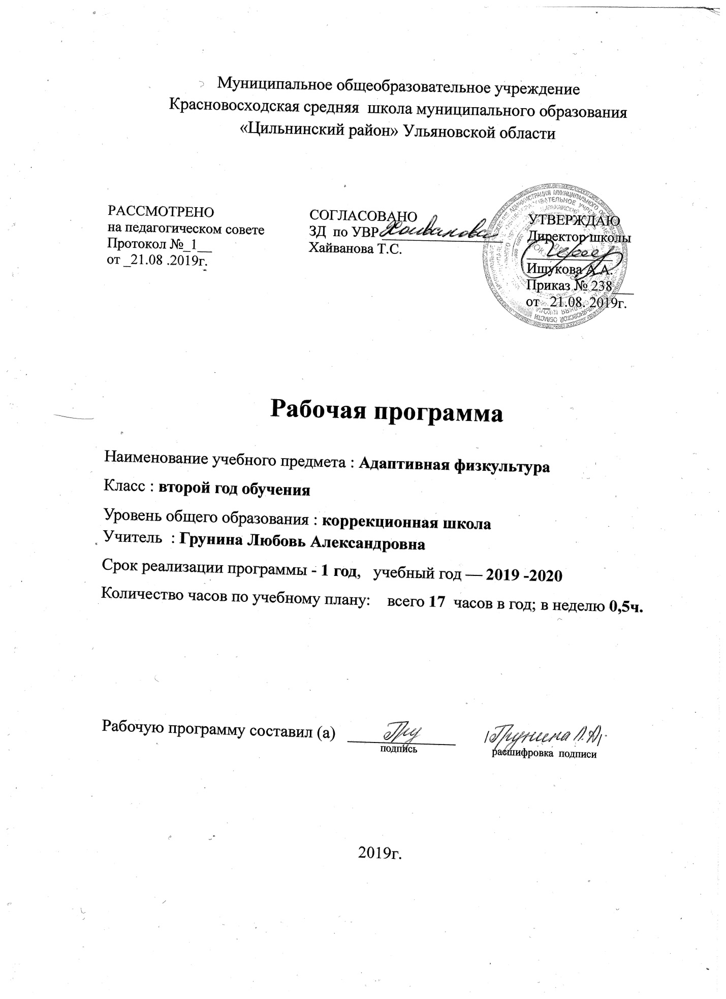 Муниципальное общеобразовательное учреждение
Красновосходская средняя школа муниципального образования
«Цильнинский район» Ульяновской области
РАССМОТРЕНО
на педагогическом совете
Протокол №_1__
от _21.08 .2019г.
СОГЛАСОВАНО
ЗД по УВР Хайванова
Хайванова Т.С.
УТВЕРЖДАЮ
Директор школы
Ишукова А.А.
Приказ № 238___
от _21.08. 2019г.
Рабочая программа
Наименование учебного предмета : Адаптивная физкультура
Класс : второй год обучения
Уровень общего образования : коррекционная школа
Учитель : Грунина Любовь Александровна
Срок реализации программы - 1 год, учебный год — 2019 -2020
Количество часов по учебному плану: всего 17 часов в год; в неделю 0,5ч.
Рабочую программу составил (а) Гру /Грунина Л.А/
подпись расшифровка подписи
2019г.